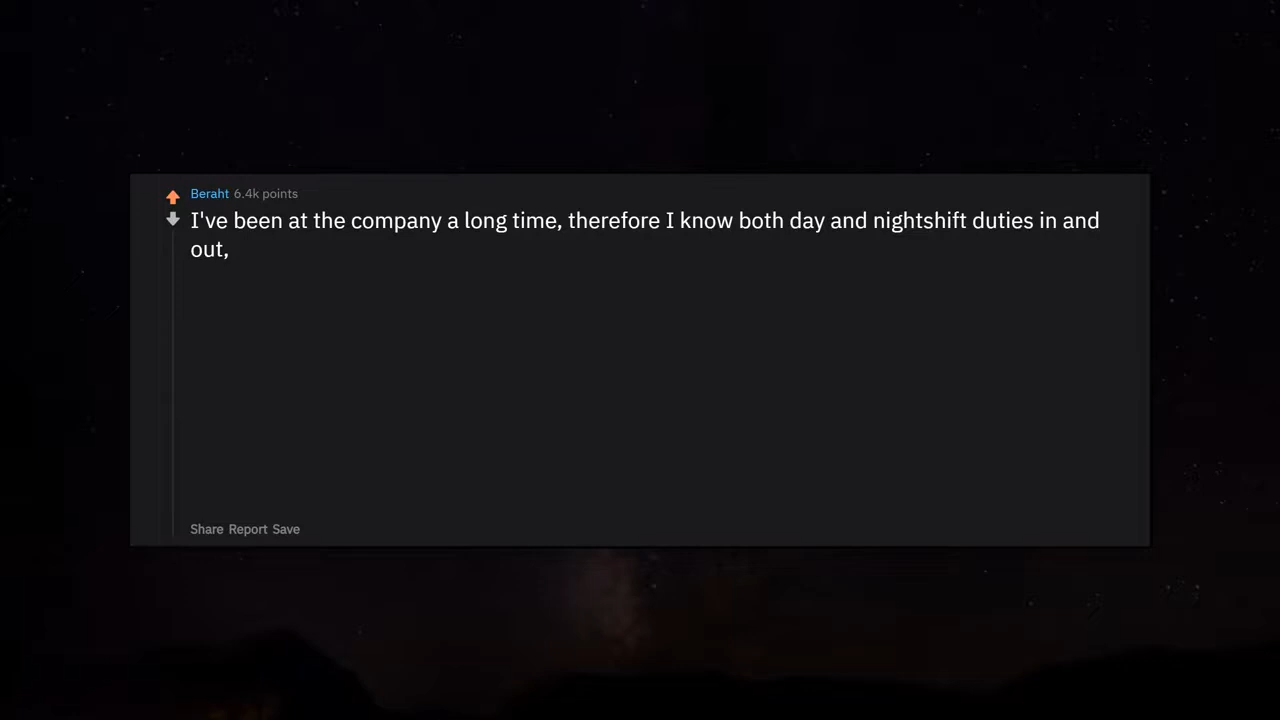 Beraht 6.4k points
I've been at the company a long time, therefore I know both day and nightshift duties in and
out,
Share Report Save